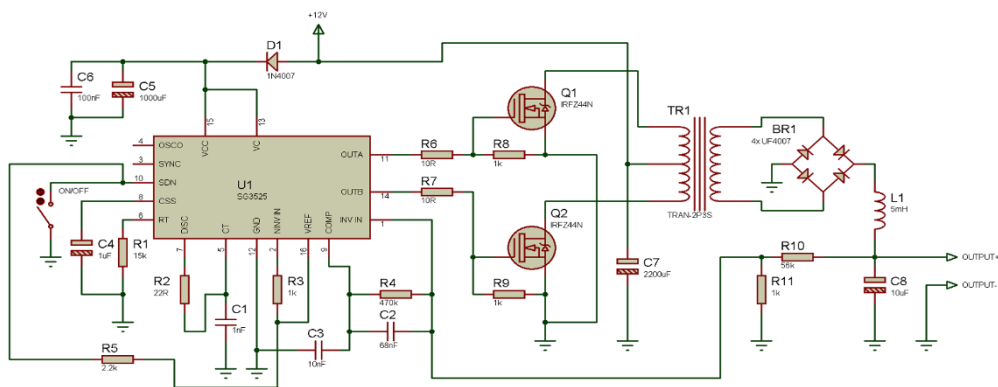 +12V
D1
1N4007
C6
100nF
C5
1000uF
15
13
VCC
VC
4
OSCO
3
SYNC
10
SDN
8
CSS
6
RT
U1
SG3525
OUTA
11
OUTB
14
INV IN
1
DISC
CT
GND
NINV IN
VREF
COMP
7
5
12
2
16
9
ON/OFF
C4
1uF
R1
15k
R2
22R
C1
1nF
R3
1k
R4
470k
C2
68nF
C3
10nF
R5
2.2k
R6
10R
R7
10R
R8
1k
R9
1k
Q1
IRFZ44N
Q2
IRFZ44N
TR1
TRAN-2P3S
BR1
4x UF4007
L1
5mH
C7
2200uF
R10
56k
R11
1k
C8
10uF
OUTPUT+
OUTPUT-